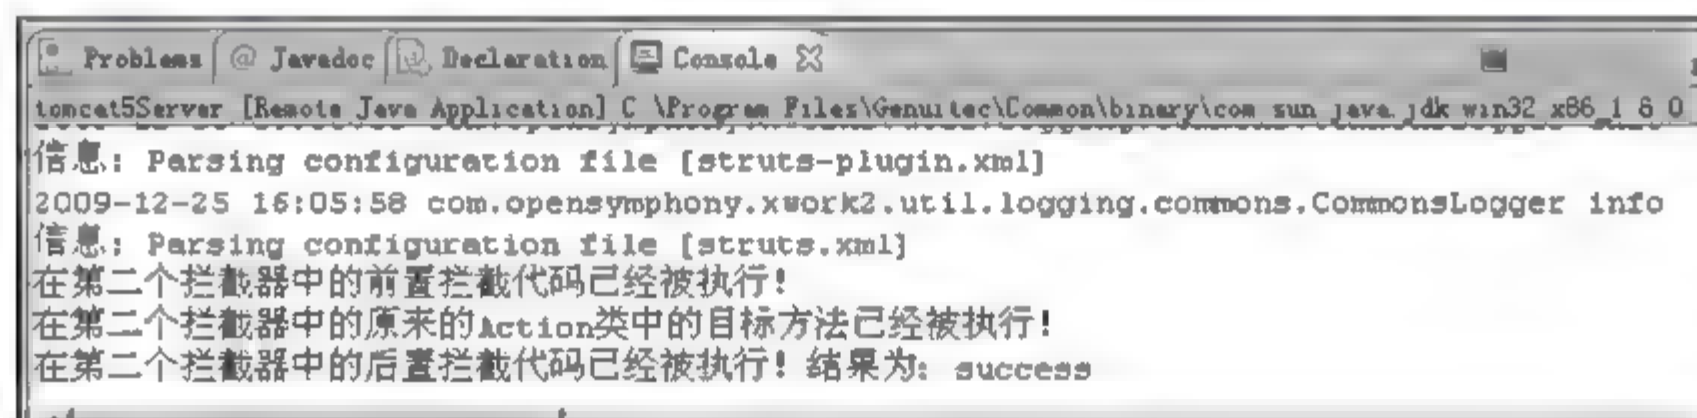 Problems @ Javadoc Declaration Console
tomcat5Server [Remote Java Application] C \Program Files\Genuitec\Common\binary\com sun java.jdk win32 x86_1 6 0
信息: Parsing configuration file [struts-plugin.xml]
2009-12-25 16:05:58 com.opensymphony.xwork2.util.logging.commons.CommonsLogger info
信息: Parsing configuration file [struts.xml]
在第二个拦截器中的前置拦截代码已经被执行!
在第二个拦截器中的原来的Action类中的目标方法已经被执行!
在第二个拦截器中的后置拦截代码已经被执行! 结果为: success